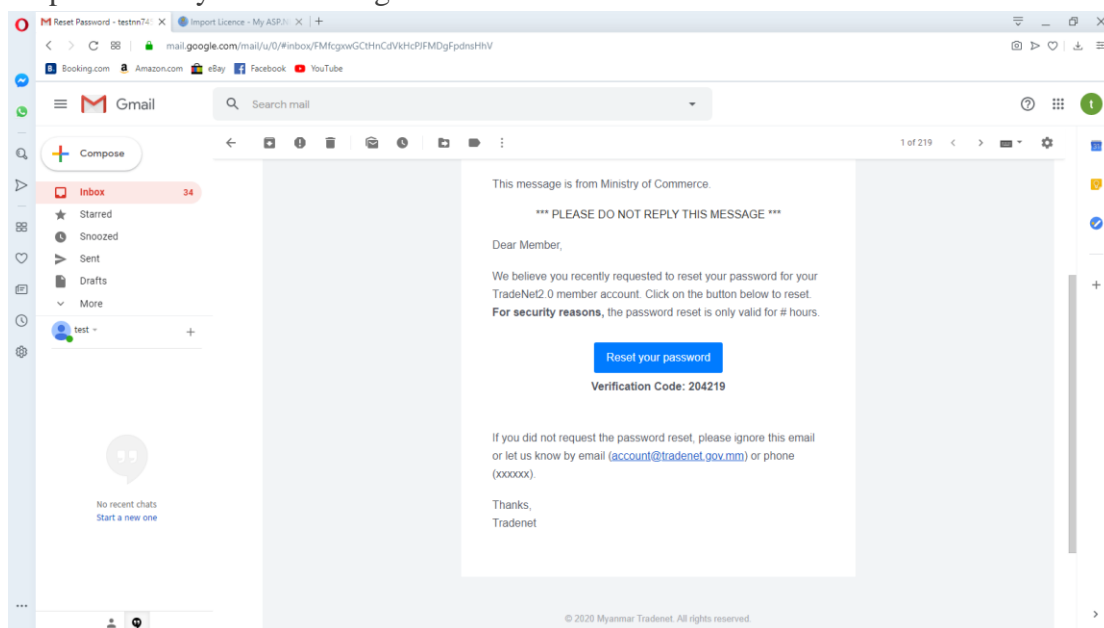 Reset Password - testnn74
Import Licence - My ASP.N
mail.google.com/mail/u/0/#inbox/FMfcgxwGCtHnCdVkHcPJFMDgFpdnsHhV
Booking.com Amazon.com eBay Facebook YouTube
Gmail
Search mail
t
Compose
1 of 219
Inbox 34
Starred
Snoozed
Sent
Drafts
More
test
No recent chats
Start a new one
This message is from Ministry of Commerce.
*** PLEASE DO NOT REPLY THIS MESSAGE ***
Dear Member,
We believe you recently requested to reset your password for your
TradeNet2.0 member account. Click on the button below to reset.
For security reasons, the password reset is only valid for # hours.
Reset your password
Verification Code: 204219
If you did not request the password reset, please ignore this email
or let us know by email (account@tradenet.gov.mm) or phone
(xxxxxx).
Thanks,
Tradenet
© 2020 Myanmar Tradenet. All rights reserved.